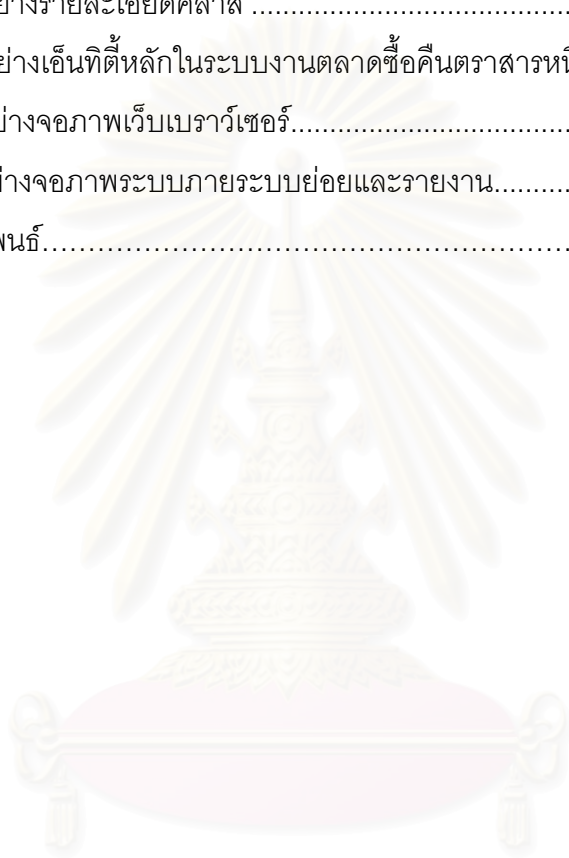 ย่างรายละเอียดคลาส ........................................
ย่างเอ็นทิตี้หลักในระบบงานตลาดซื้อคืนตราสารหนี้
ย่างจอภาพเว็บเบราว์เซอร์...................................
ย่างจอภาพระบบภายระบบย่อยและรายงาน..........
พนธ์…………………………………………………